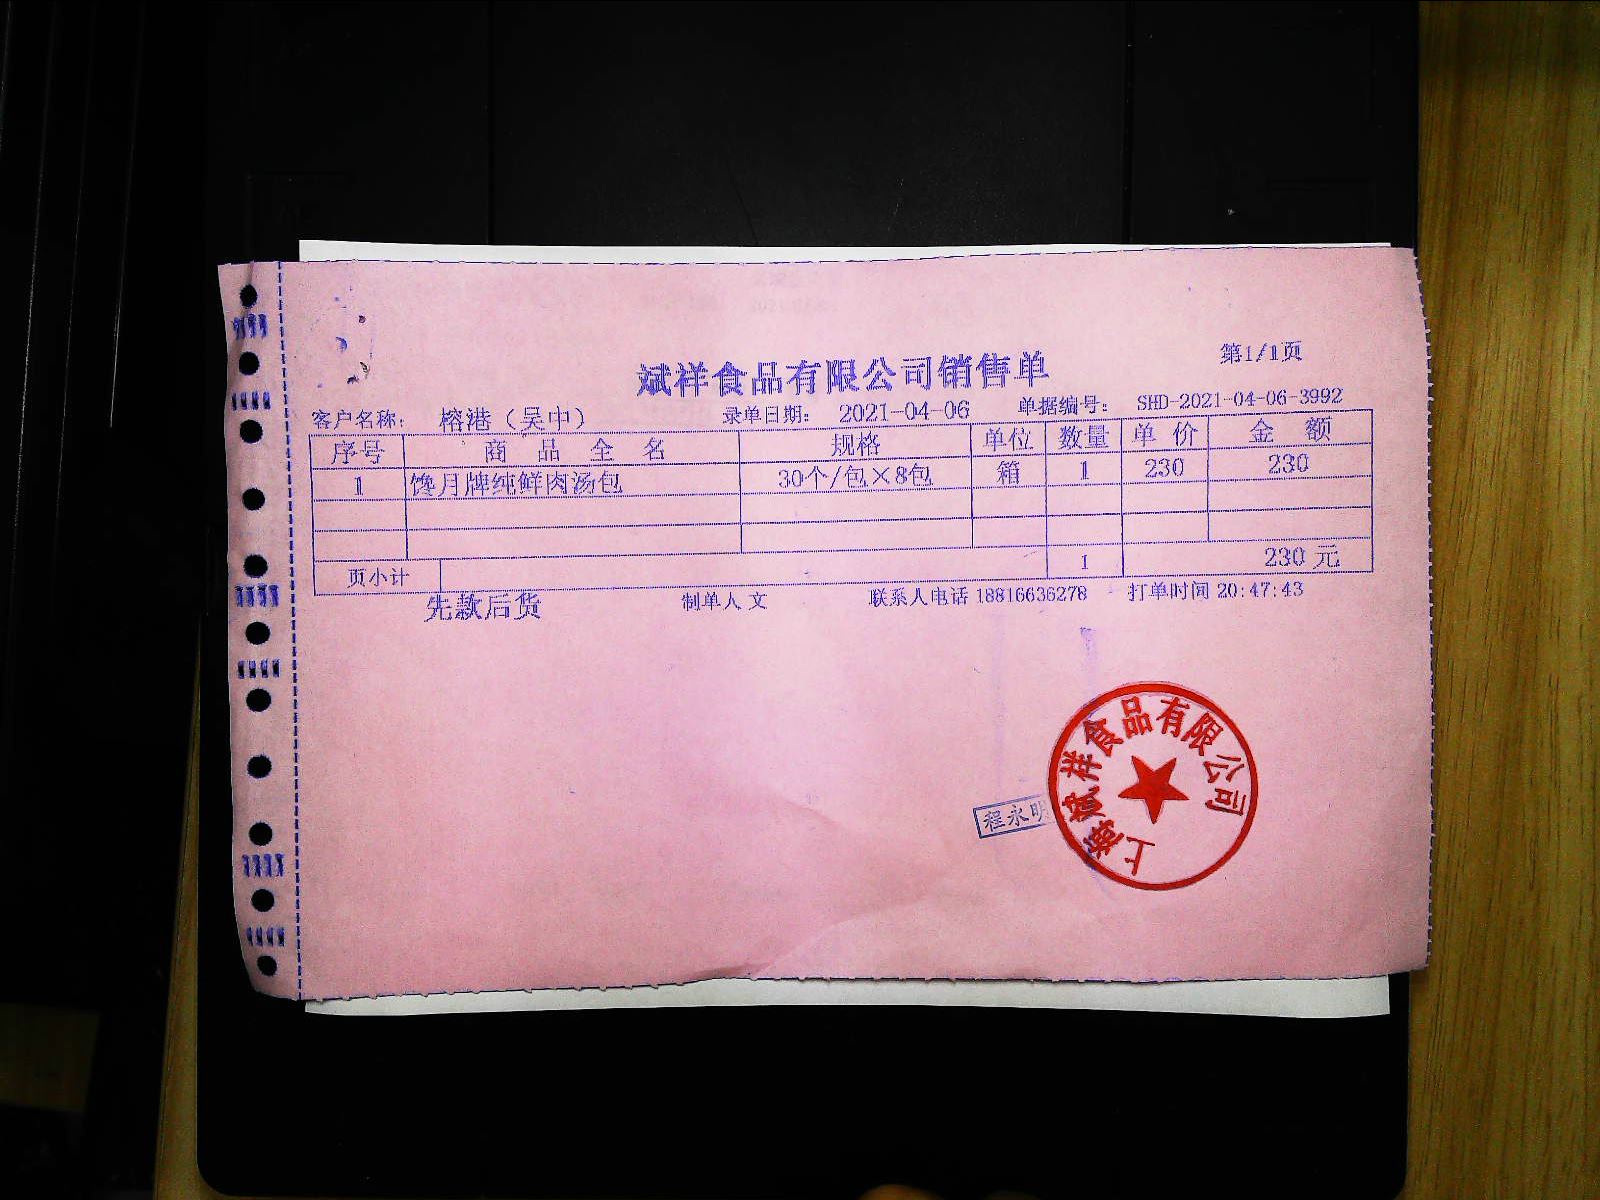 第1/1页
斌祥食品有限公司销售单
客户名称： 榕港（吴中） 录单日期： 2021-04-06 单据编号： SHD-2021-04-06-3992
序号 商品全名 规格 单位 数量 单价 金额
1 馋月牌纯鲜肉汤包 30个/包×8包 箱 1 230 230
页小计 1 230 元
先款后货 制单人 文 联系人电话 18816636278 打单时间 20:47:43
上海斌祥食品有限公司
程永明